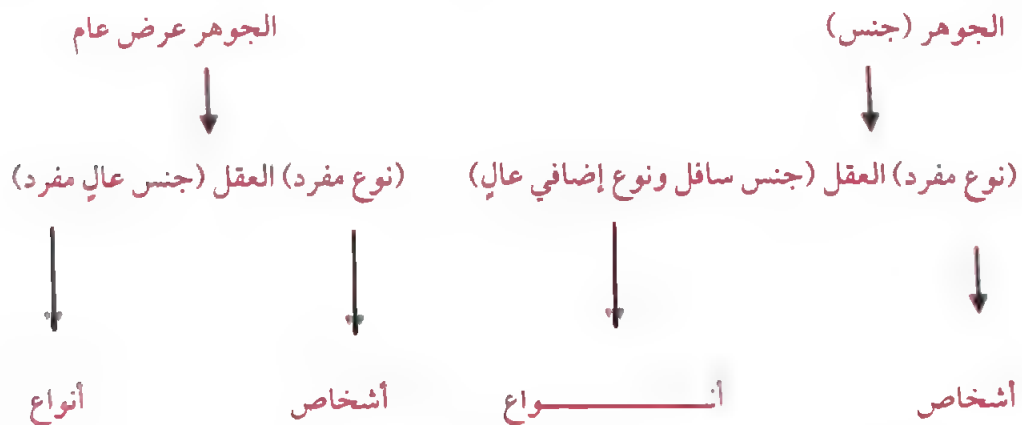 الجوهر (جنس)
الجوهر عرض عام
(نوع مفرد) العقل (جنس سافل ونوع إضافي عالٍ)
(نوع مفرد) العقل (جنس عالٍ مفرد)
أشخاص
أنـــــــــواع
أشخاص
أنواع